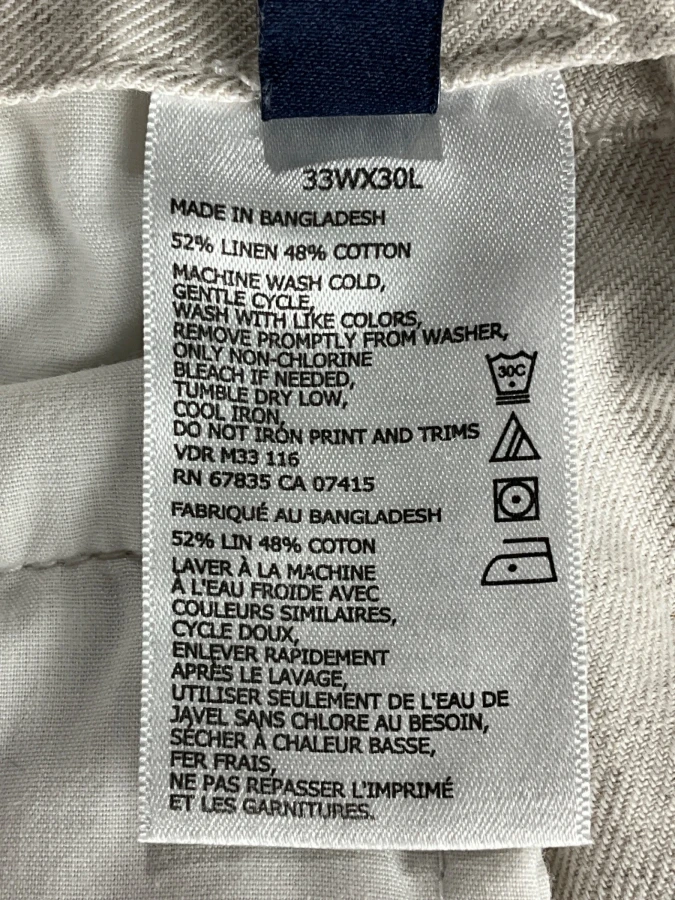 33WX30L
MADE IN BANGLADESH
52% LINEN 48% COTTON
MACHINE WASH COLD,
GENTLE CYCLE,
WASH WITH LIKE COLORS,
REMOVE PROMPTLY FROM WASHER,
ONLY NON-CHLORINE
BLEACH IF NEEDED,
TUMBLE DRY LOW,
COOL IRON,
DO NOT IRON PRINT AND TRIMS
VDR M33 116
RN 67835 CA 07415
30C
FABRIQUÉ AU BANGLADESH
52% LIN 48% COTON
LAVER À LA MACHINE
À L'EAU FROIDE AVEC
COULEURS SIMILAIRES,
CYCLE DOUX,
ENLEVER RAPIDEMENT
APRÈS LE LAVAGE,
UTILISER SEULEMENT DE L'EAU DE
JAVEL SANS CHLORE AU BESOIN,
SÉCHER À CHALEUR BASSE,
FER FRAIS,
NE PAS REPASSER L'IMPRIMÉ
ET LES GARNITURES.